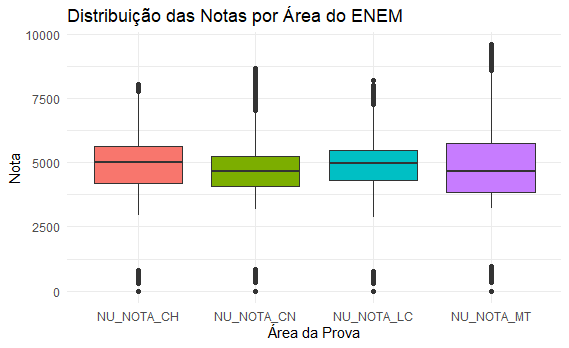 Distribuição das Notas por Área do ENEM
10000
7500
5000
2500
0
Nota
NU_NOTA_CH NU_NOTA_CN NU_NOTA_LC NU_NOTA_MT
Área da Prova